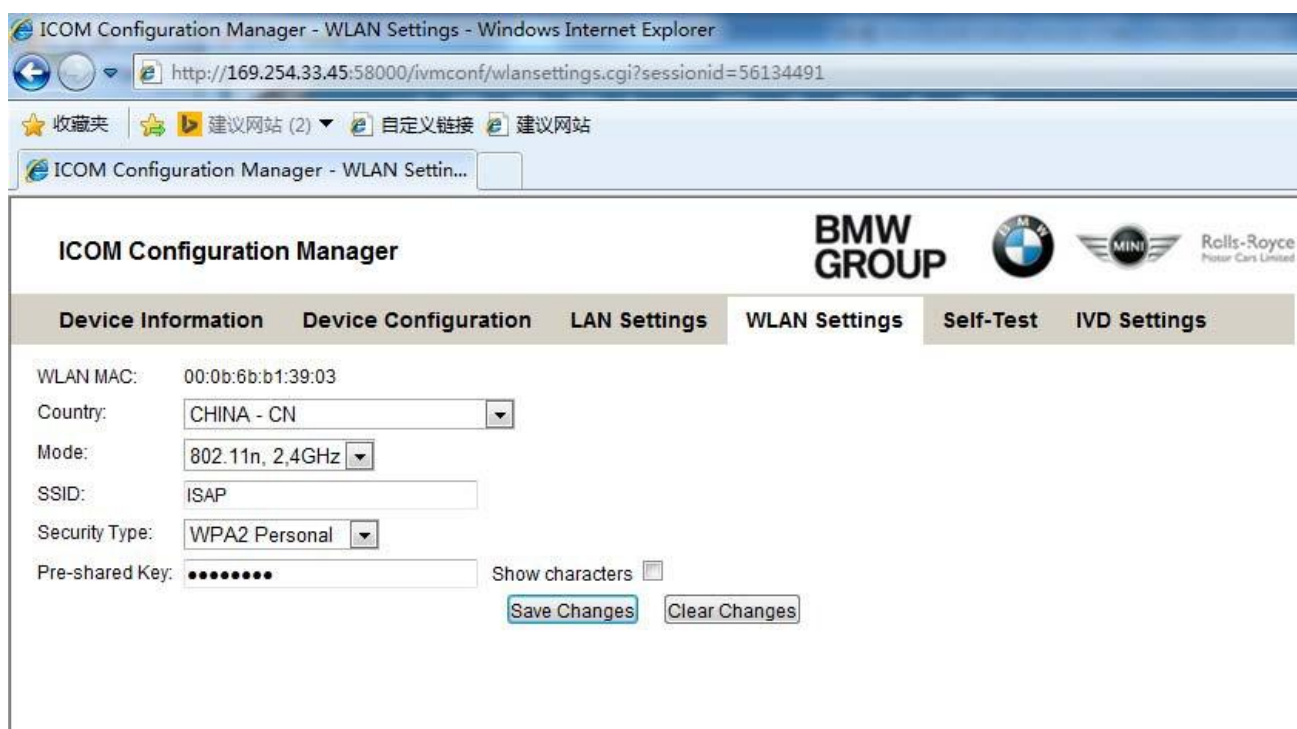 ICOM Configuration Manager - WLAN Settings - Windows Internet Explorer
http://169.254.33.45:58000/ivmconf/wlansettings.cgi?sessionid=56134491
收藏夹 建议网站 (2) 自定义链接 建议网站
ICOM Configuration Manager - WLAN Settin...
ICOM Configuration Manager
BMW
GROUP
BMW
MINI
Rolls-Royce
Motor Cars Limited
Device Information Device Configuration LAN Settings WLAN Settings Self-Test IVD Settings
WLAN MAC: 00:0b:6b:b1:39:03
Country: CHINA - CN
Mode: 802.11n, 2,4GHz
SSID: ISAP
Security Type: WPA2 Personal
Pre-shared Key: ●●●●●●●● Show characters
Save Changes Clear Changes